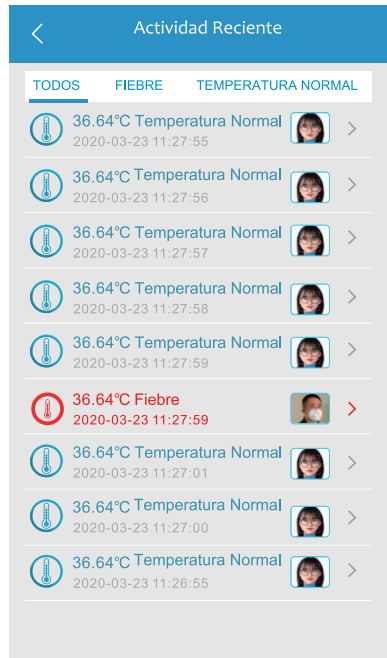 Actividad Reciente
TODOS FIEBRE TEMPERATURA NORMAL
36.64°C Temperatura Normal
2020-03-23 11:27:55
36.64°C Temperatura Normal
2020-03-23 11:27:56
36.64°C Temperatura Normal
2020-03-23 11:27:57
36.64°C Temperatura Normal
2020-03-23 11:27:58
36.64°C Temperatura Normal
2020-03-23 11:27:59
36.64°C Fiebre
2020-03-23 11:27:59
36.64°C Temperatura Normal
2020-03-23 11:27:01
36.64°C Temperatura Normal
2020-03-23 11:27:00
36.64°C Temperatura Normal
2020-03-23 11:26:55